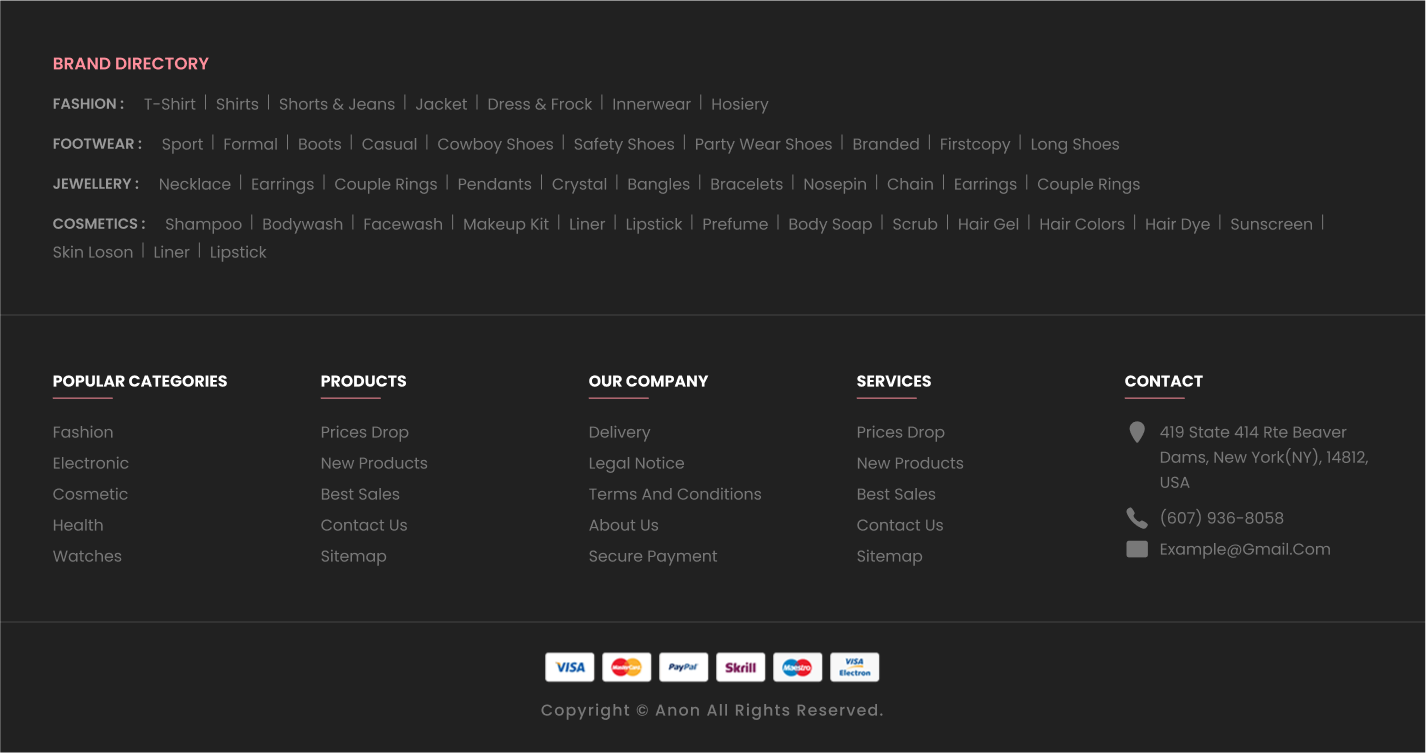 BRAND DIRECTORY
FASHION : T-Shirt | Shirts | Shorts & Jeans | Jacket | Dress & Frock | Innerwear | Hosiery
FOOTWEAR : Sport | Formal | Boots | Casual | Cowboy Shoes | Safety Shoes | Party Wear Shoes | Branded | Firstcopy | Long Shoes
JEWELLERY : Necklace | Earrings | Couple Rings | Pendants | Crystal | Bangles | Bracelets | Nosepin | Chain | Earrings | Couple Rings
COSMETICS : Shampoo | Bodywash | Facewash | Makeup Kit | Liner | Lipstick | Prefume | Body Soap | Scrub | Hair Gel | Hair Colors | Hair Dye | Sunscreen |
Skin Loson | Liner | Lipstick
POPULAR CATEGORIES
Fashion
Electronic
Cosmetic
Health
Watches
PRODUCTS
Prices Drop
New Products
Best Sales
Contact Us
Sitemap
OUR COMPANY
Delivery
Legal Notice
Terms And Conditions
About Us
Secure Payment
SERVICES
Prices Drop
New Products
Best Sales
Contact Us
Sitemap
CONTACT
419 State 414 Rte Beaver
Dams, New York(NY), 14812,
USA
(607) 936-8058
Example@Gmail.Com
VISA MasterCard PayPal Skrill Maestro VISA
Electron
Copyright © Anon All Rights Reserved.